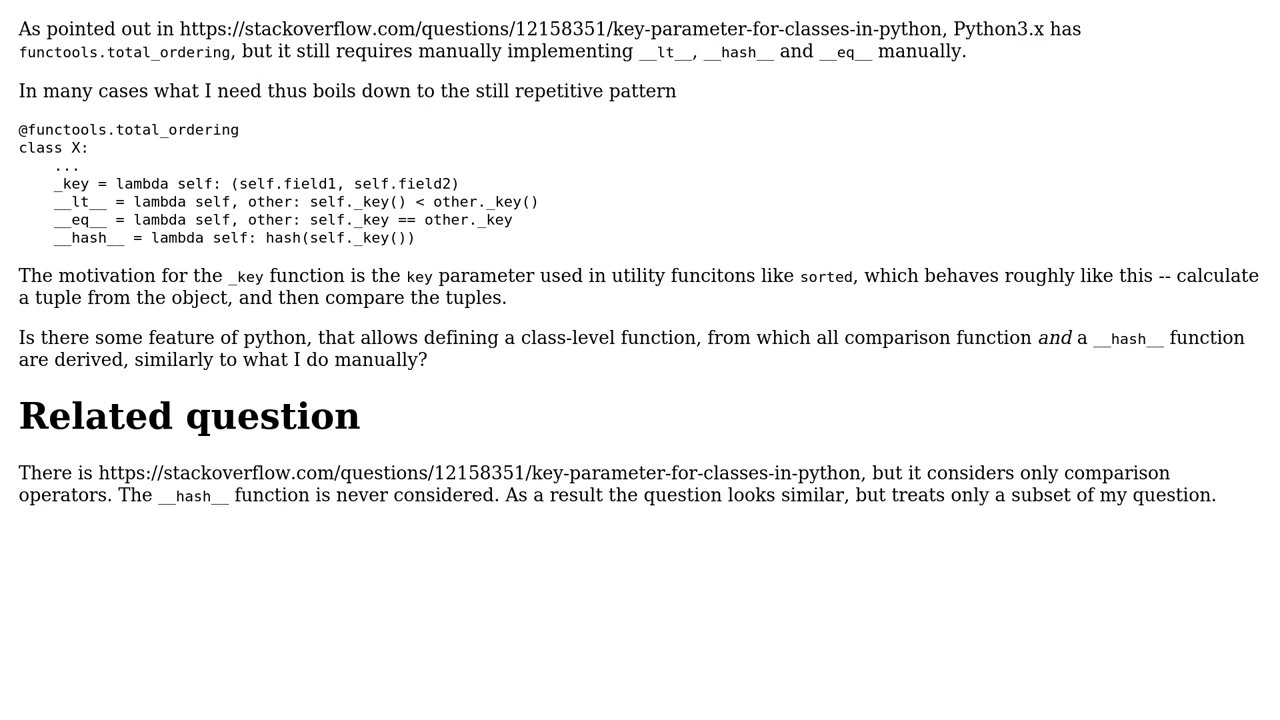 As pointed out in https://stackoverflow.com/questions/12158351/key-parameter-for-classes-in-python, Python3.x has
functools.total_ordering, but it still requires manually implementing __lt__, __hash__ and __eq__ manually.
In many cases what I need thus boils down to the still repetitive pattern
@functools.total_ordering
class X:
    ...
    _key = lambda self: (self.field1, self.field2)
    __lt__ = lambda self, other: self._key() < other._key()
    __eq__ = lambda self, other: self._key == other._key
    __hash__ = lambda self: hash(self._key())
The motivation for the _key function is the key parameter used in utility funcitons like sorted, which behaves roughly like this -- calculate
a tuple from the object, and then compare the tuples.
Is there some feature of python, that allows defining a class-level function, from which all comparison function and a __hash__ function
are derived, similarly to what I do manually?
Related question
There is https://stackoverflow.com/questions/12158351/key-parameter-for-classes-in-python, but it considers only comparison
operators. The __hash__ function is never considered. As a result the question looks similar, but treats only a subset of my question.